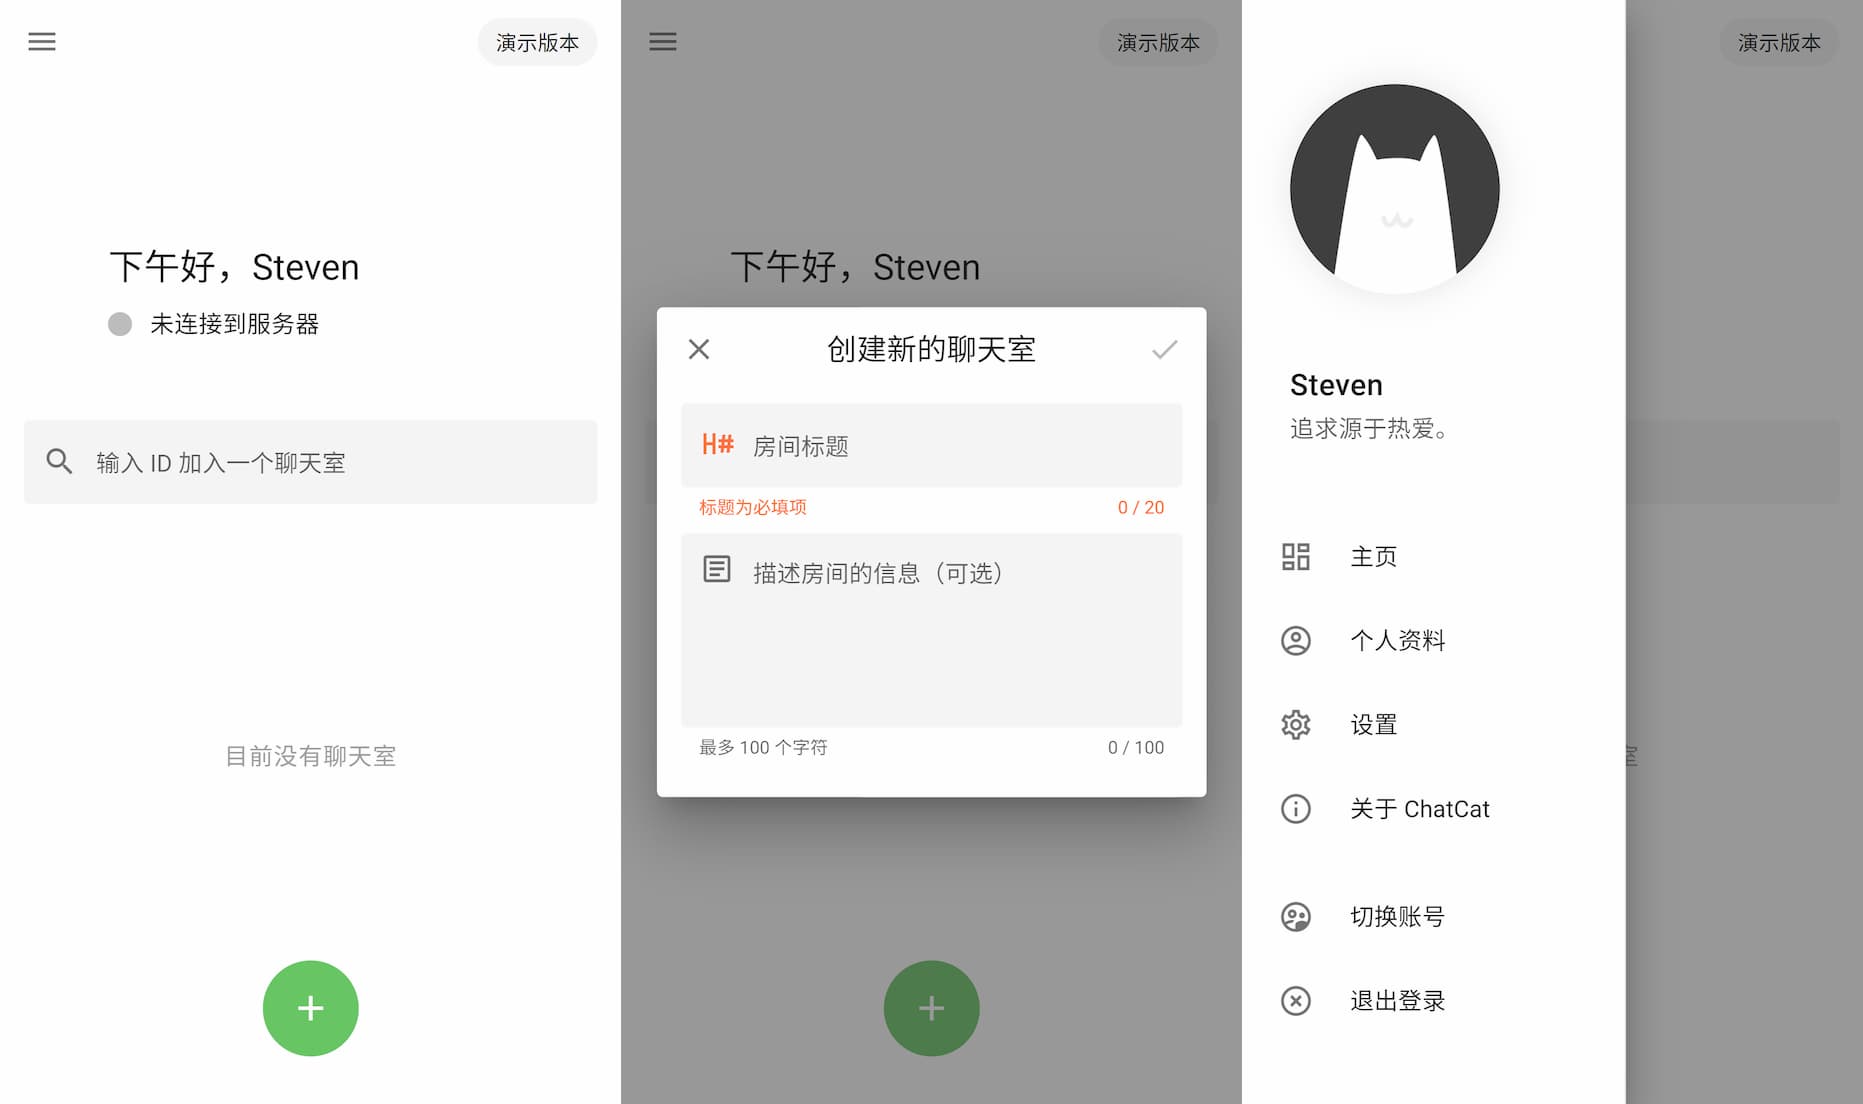 演示版本
下午好，Steven
未连接到服务器
输入 ID 加入一个聊天室
目前没有聊天室
演示版本
下午好，Steven
创建新的聊天室
H# 房间标题
标题为必填项 0 / 20
描述房间的信息（可选）
最多 100 个字符 0 / 100
演示版本
Steven
追求源于热爱。
主页
个人资料
设置
关于 ChatCat
切换账号
退出登录
室